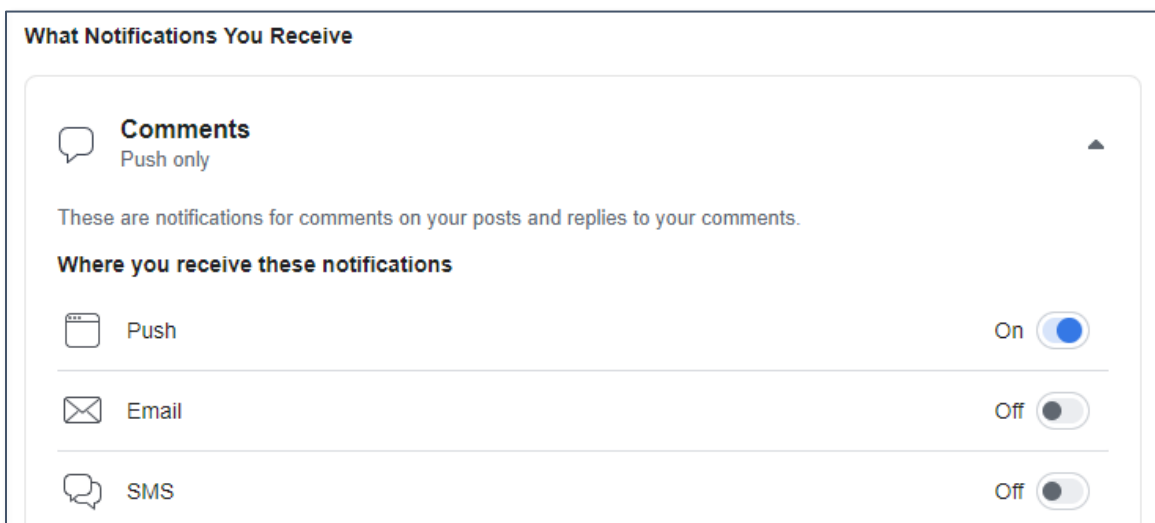 What Notifications You Receive
Comments
Push only
These are notifications for comments on your posts and replies to your comments.
Where you receive these notifications
Push On
Email Off
SMS Off